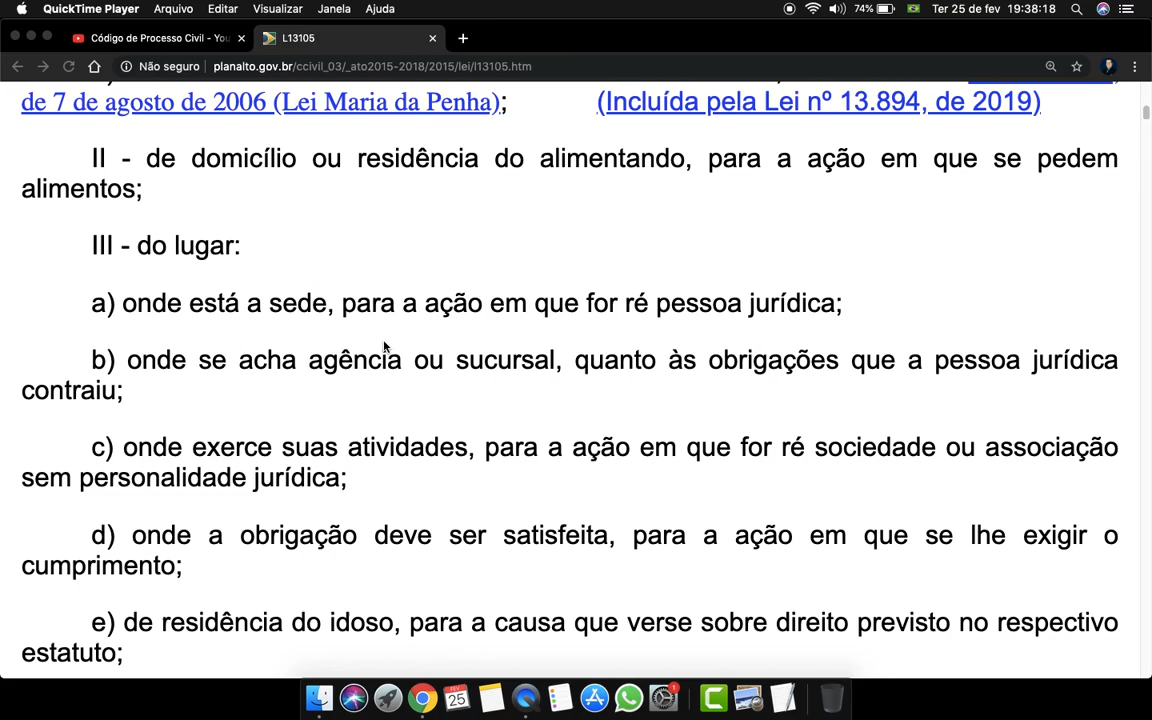 QuickTime Player Arquivo Editar Visualizar Janela Ajuda 74% Ter 25 de fev 19:38:18
Código de Processo Civil - You L13105
Não seguro planalto.gov.br/ccivil_03/_ato2015-2018/2015/lei/l13105.htm
de 7 de agosto de 2006 (Lei Maria da Penha); (Incluída pela Lei nº 13.894, de 2019)
II - de domicílio ou residência do alimentando, para a ação em que se pedem
alimentos;
III - do lugar:
a) onde está a sede, para a ação em que for ré pessoa jurídica;
b) onde se acha agência ou sucursal, quanto às obrigações que a pessoa jurídica
contraiu;
c) onde exerce suas atividades, para a ação em que for ré sociedade ou associação
sem personalidade jurídica;
d) onde a obrigação deve ser satisfeita, para a ação em que se lhe exigir o
cumprimento;
e) de residência do idoso, para a causa que verse sobre direito previsto no respectivo
estatuto;
FEV
25
1